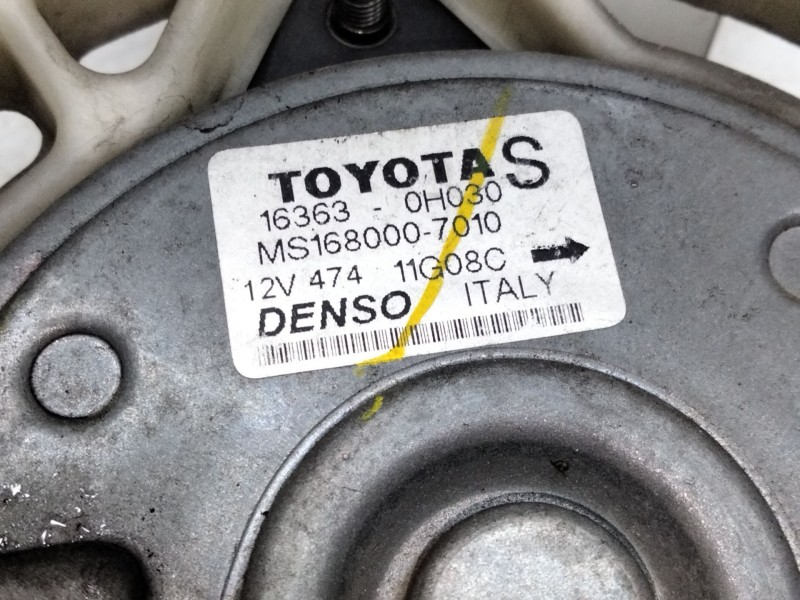 TOYOTA S
16363 - 0H030
MS168000-7010
12V 474 11G08C
DENSO ITALY